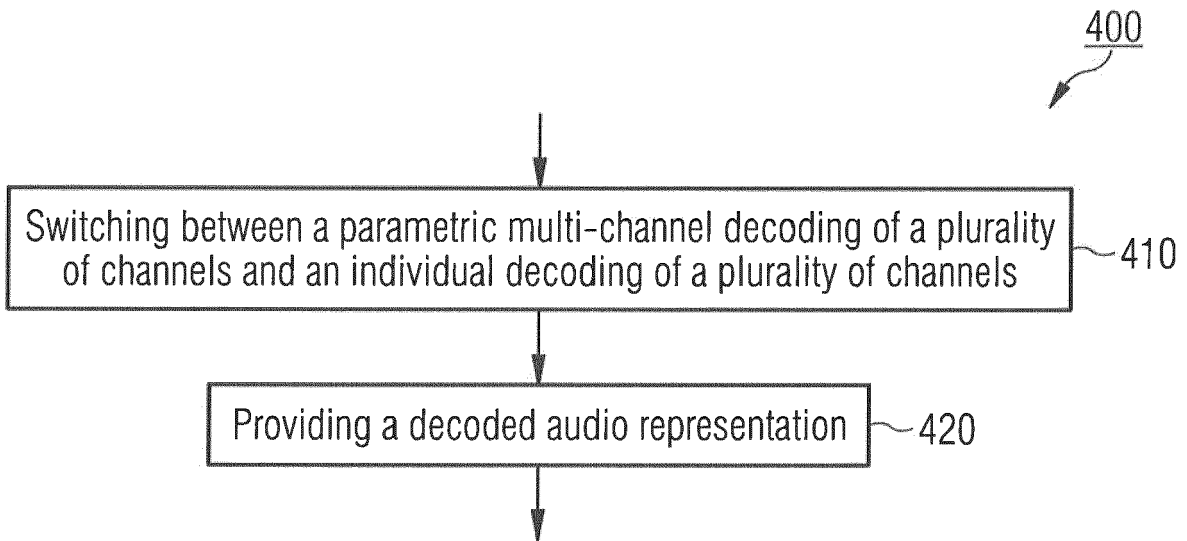 400
Switching between a parametric multi-channel decoding of a plurality
of channels and an individual decoding of a plurality of channels
410
Providing a decoded audio representation
420